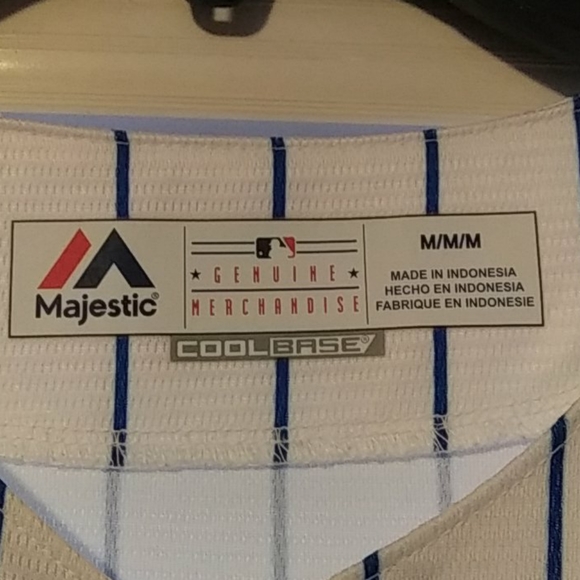 Majestic®
★ GENUINE ★
MERCHANDISE
M/M/M
MADE IN INDONESIA
HECHO EN INDONESIA
FABRIQUE EN INDONESIE
COOLBASE®